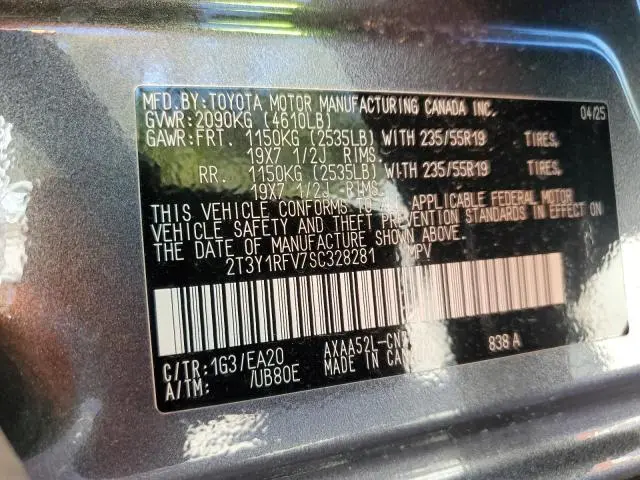 MFD.BY:TOYOTA MOTOR MANUFACTURING CANADA INC. 04/25
GVWR:2090KG (4610LB)
GAWR:FRT. 1150KG (2535LB) WITH 235/55R19 TIRES,
19X7 1/2J RIMS.
RR. 1150KG (2535LB) WITH 235/55R19 TIRES,
19X7 1/2J RIMS.
THIS VEHICLE CONFORMS TO ALL APPLICABLE FEDERAL MOTOR
VEHICLE SAFETY AND THEFT PREVENTION STANDARDS IN EFFECT ON
THE DATE OF MANUFACTURE SHOWN ABOVE.
2T3Y1RFV7SC328281 MPV
C/TR:1G3/EA20 838A
A/TM: /UB80E MADE IN